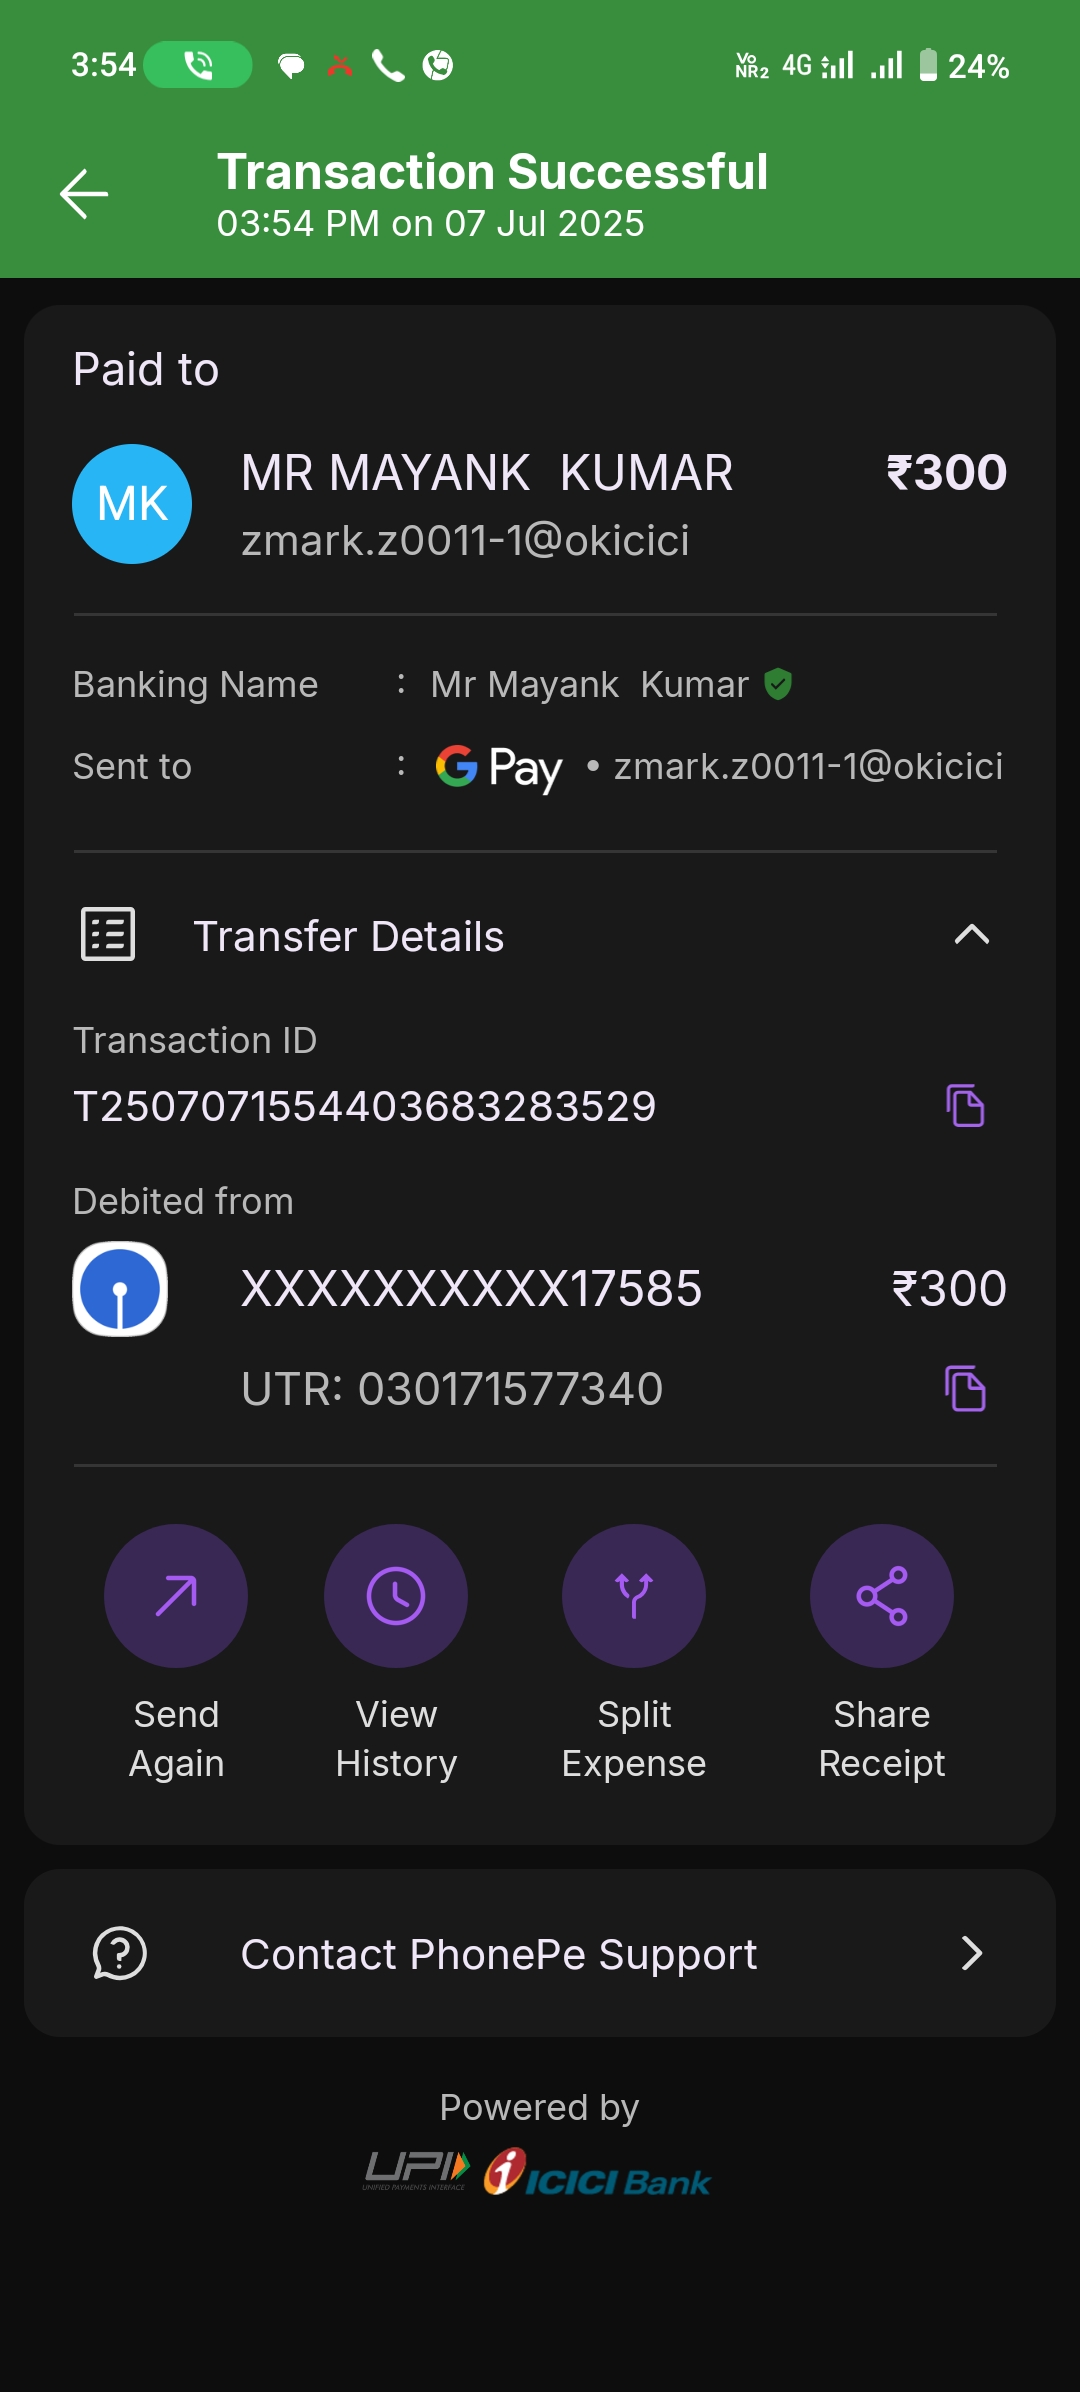 3:54 Vo NR2 4G 24%
Transaction Successful
03:54 PM on 07 Jul 2025
Paid to
MK MR MAYANK  KUMAR ₹300
zmark.z0011-1@okicici
Banking Name : Mr Mayank  Kumar
Sent to : G Pay • zmark.z0011-1@okicici
Transfer Details
Transaction ID
T2507071554403683283529
Debited from
XXXXXXXXXX17585 ₹300
UTR: 030171577340
Send Again
View History
Split Expense
Share Receipt
Contact PhonePe Support
Powered by
UPI ICICI Bank
UNIFIED PAYMENTS INTERFACE